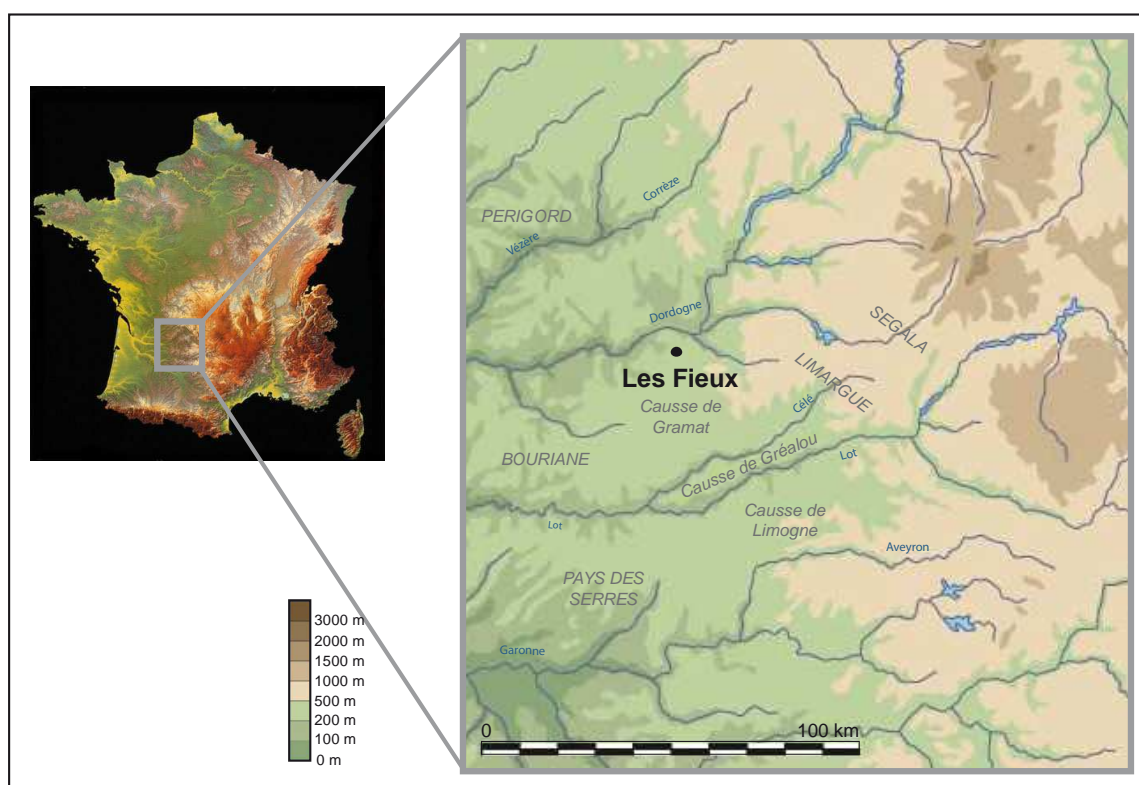 Corrèze
PERIGORD
Vézère
Dordogne
SEGALA
Les Fieux
LIMARGUE
Causse de
Gramat
Célé
BOURIANE
Causse de Gréalou
Lot
Causse de
Limogne
Lot
Aveyron
PAYS DES
SERRES
Garonne
3000 m
2000 m
1500 m
1000 m
500 m
200 m
100 m
0 m
0 100 km